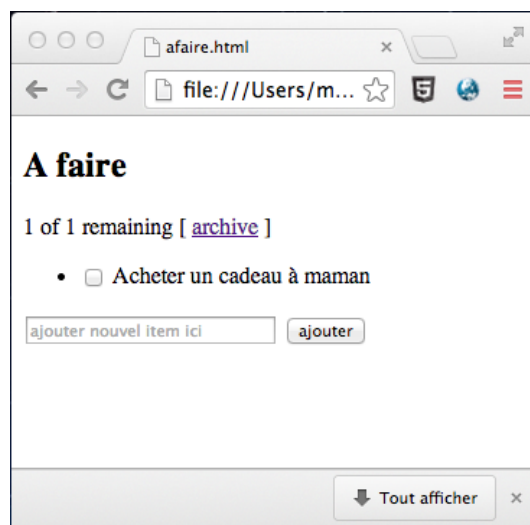 afaire.html
file:///Users/m...
A faire
1 of 1 remaining [ archive ]
Acheter un cadeau à maman
ajouter nouvel item ici ajouter
Tout afficher